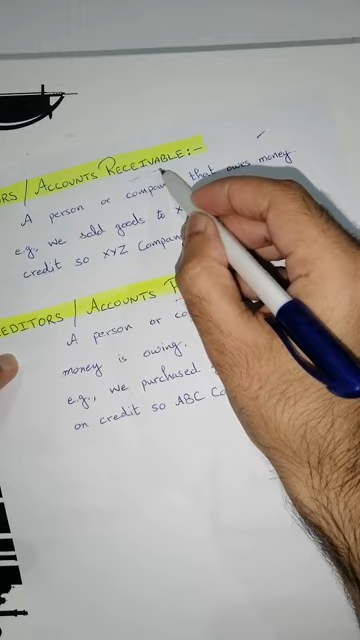 RS / ACCOUNTS RECEIVABLE:-
A person or compan that owes money.
e.g., we sold goods to X
credit so XYZ Compan
EDITORS / ACCOUNTS
A person or co
money is owing.
e.g., we purchased
on credit so ABC Co